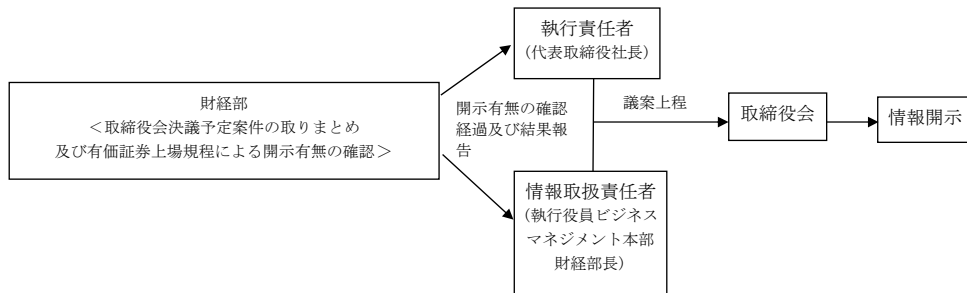 執行責任者
（代表取締役社長）
財経部
＜取締役会決議予定案件の取りまとめ
及び有価証券上場規程による開示有無の確認＞
開示有無の確認
経過及び結果報
告
議案上程
取締役会
情報開示
情報取扱責任者
（執行役員ビジネス
マネジメント本部
財経部長）